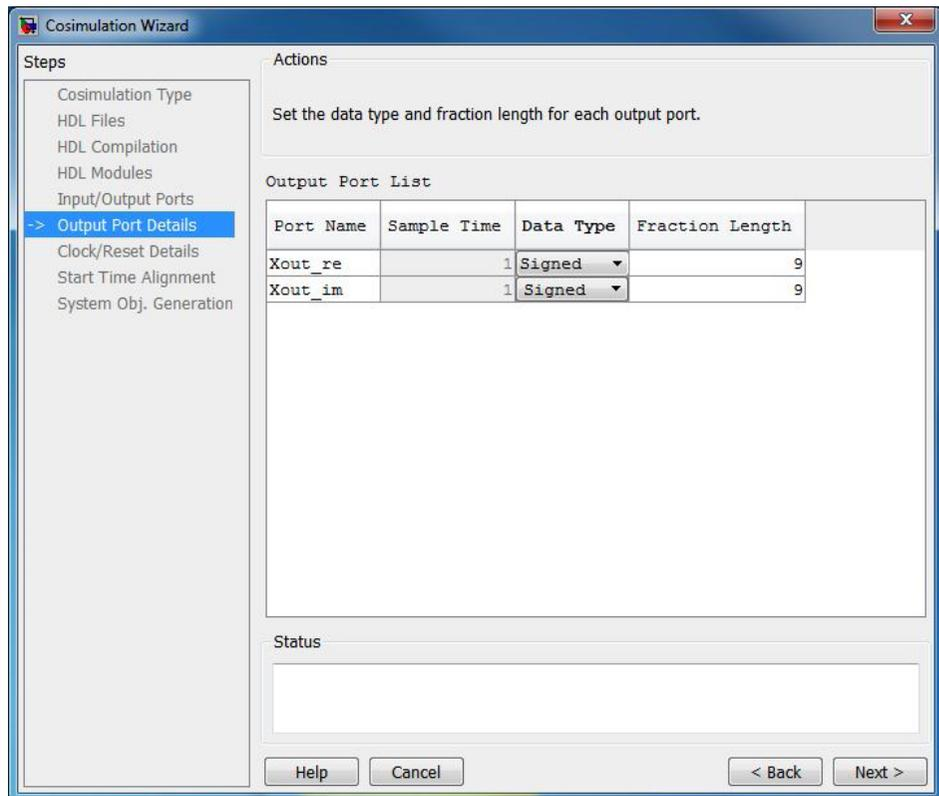 Cosimulation Wizard
Steps
Cosimulation Type
HDL Files
HDL Compilation
HDL Modules
Input/Output Ports
-> Output Port Details
Clock/Reset Details
Start Time Alignment
System Obj. Generation
Actions
Set the data type and fraction length for each output port.
Output Port List
Port Name Sample Time Data Type Fraction Length
Xout_re 1 Signed 9
Xout_im 1 Signed 9
Status
Help Cancel < Back Next >